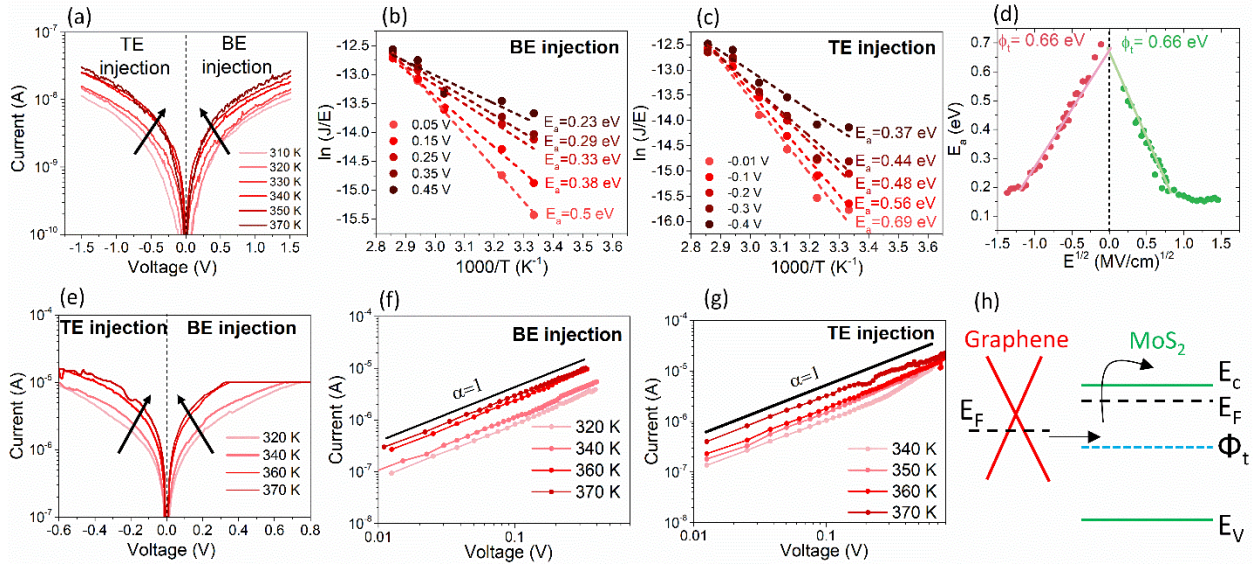 (a)
TE
injection
BE
injection
Current (A)
10⁻⁷
10⁻⁸
10⁻⁹
10⁻¹⁰
310 K
320 K
330 K
340 K
350 K
370 K
-1.5 -1.0 -0.5 0.0 0.5 1.0 1.5
Voltage (V)
(b)
BE injection
ln (J/E)
-12.5
-13.0
-13.5
-14.0
-14.5
-15.0
-15.5
0.05 V
0.15 V
0.25 V
0.35 V
0.45 V
Eₐ=0.23 eV
Eₐ=0.29 eV
Eₐ=0.33 eV
Eₐ=0.38 eV
Eₐ=0.5 eV
2.8 2.9 3.0 3.1 3.2 3.3 3.4 3.5 3.6
1000/T (K⁻¹)
(c)
TE injection
ln (J/E)
-12.5
-13.0
-13.5
-14.0
-14.5
-15.0
-15.5
-16.0
-0.01 V
-0.1 V
-0.2 V
-0.3 V
-0.4 V
Eₐ=0.37 eV
Eₐ=0.44 eV
Eₐ=0.48 eV
Eₐ=0.56 eV
Eₐ=0.69 eV
2.8 2.9 3.0 3.1 3.2 3.3 3.4 3.5 3.6
1000/T (K⁻¹)
(d)
ϕₜ= 0.66 eV
ϕₜ= 0.66 eV
Eₐ (eV)
0.7
0.6
0.5
0.4
0.3
0.2
0.1
-1.5 -1.0 -0.5 0.0 0.5 1.0 1.5
E¹ᐟ² (MV/cm)¹ᐟ²
(e)
TE injection
BE injection
Current (A)
10⁻⁴
10⁻⁵
10⁻⁶
10⁻⁷
320 K
340 K
360 K
370 K
-0.6 -0.4 -0.2 0.0 0.2 0.4 0.6 0.8
Voltage (V)
(f)
BE injection
α=1
Current (A)
10⁻⁴
10⁻⁵
10⁻⁶
10⁻⁷
10⁻⁸
320 K
340 K
360 K
370 K
0.01 0.1
Voltage (V)
(g)
TE injection
α=1
Current (A)
10⁻⁴
10⁻⁵
10⁻⁶
10⁻⁷
10⁻⁸
340 K
350 K
360 K
370 K
0.01 0.1
Voltage (V)
(h)
Graphene
MoS₂
E_F
E_c
E_F
Φₜ
E_V